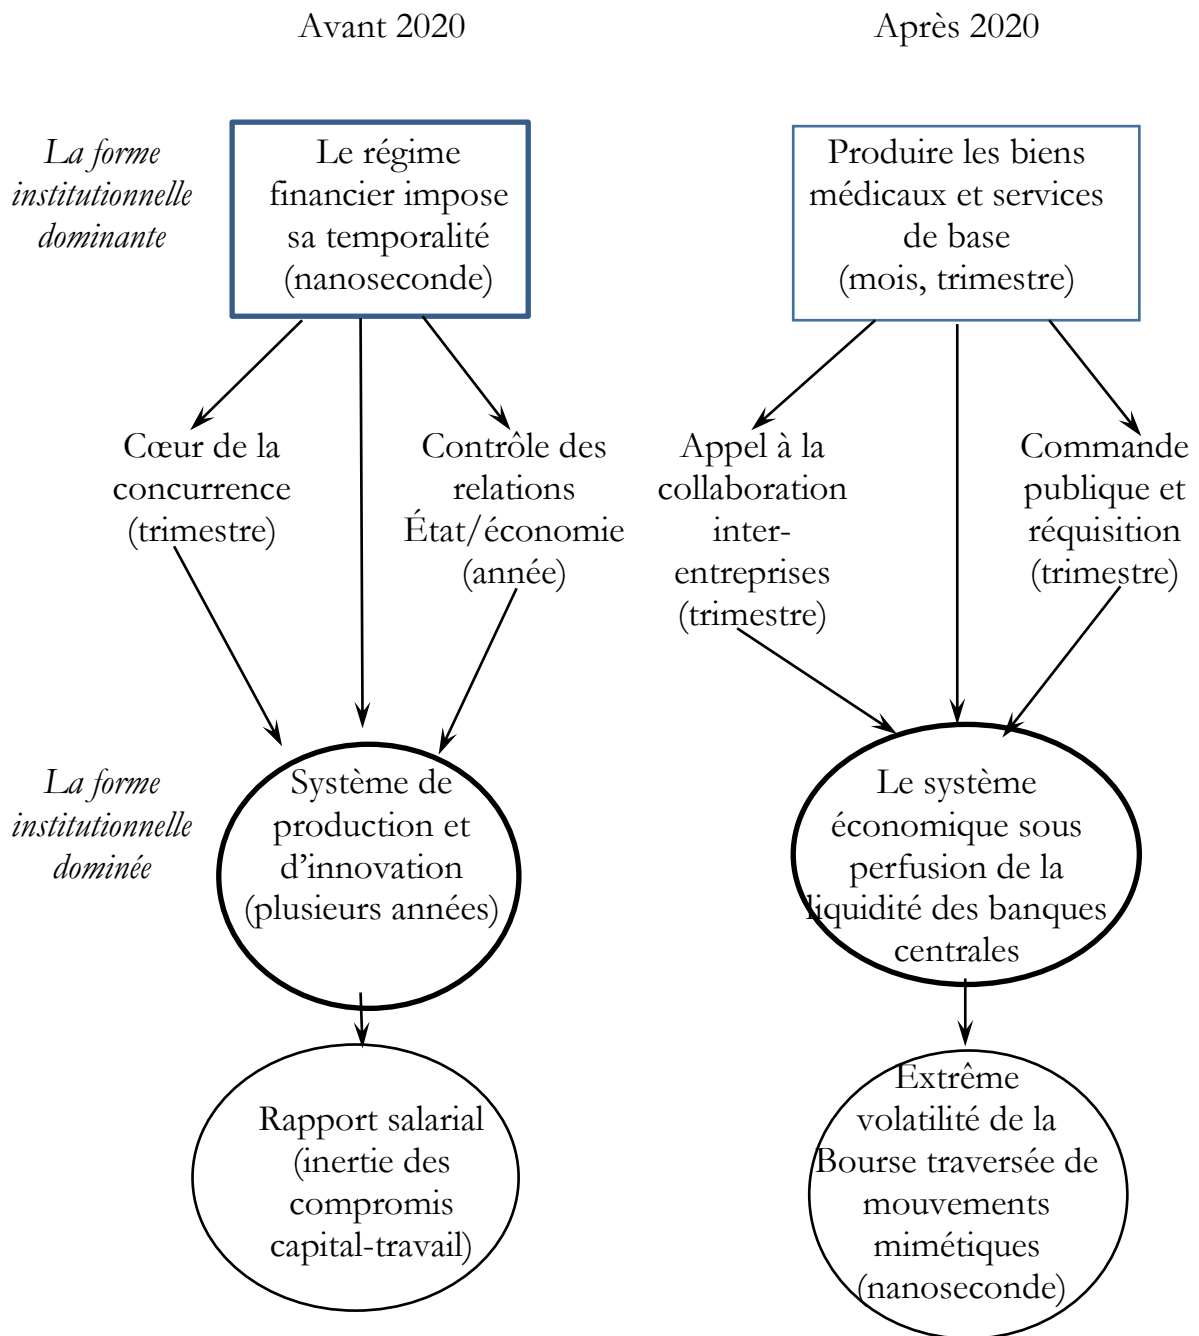 Avant 2020
Après 2020
La forme
institutionnelle
dominante
Le régime
financier impose
sa temporalité
(nanoseconde)
Produire les biens
médicaux et services
de base
(mois, trimestre)
Cœur de la
concurrence
(trimestre)
Contrôle des
relations
État/économie
(année)
Appel à la
collaboration
inter-
entreprises
(trimestre)
Commande
publique et
réquisition
(trimestre)
La forme
institutionnelle
dominée
Système de
production et
d'innovation
(plusieurs années)
Le système
économique sous
perfusion de la
liquidité des banques
centrales
Rapport salarial
(inertie des
compromis
capital-travail)
Extrême
volatilité de la
Bourse traversée de
mouvements
mimétiques
(nanoseconde)